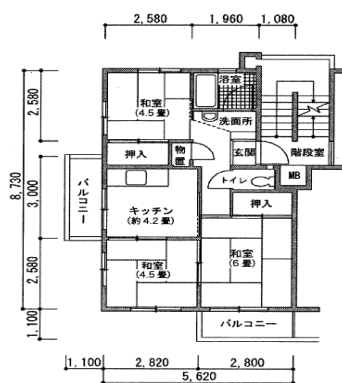 2,580
1,960
1,080
浴室
和室
(4.5 畳)
洗面所
2,580
押入
物置
玄関
階段室
トイレ
MB
8,730
3,000
バルコニー
キッチン
(約 4.2 畳)
押入
和室
(4.5 畳)
和室
(6 畳)
2,580
1,100
バルコニー
1,100
2,820
2,800
5,620